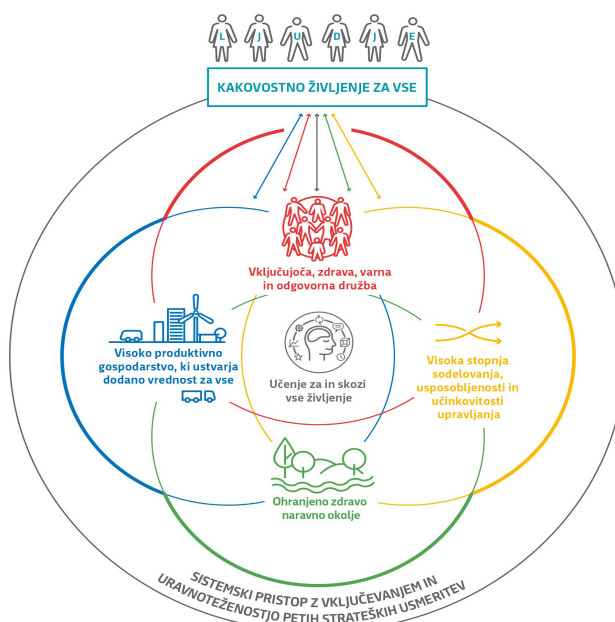 L J U D J E
KAKOVOSTNO ŽIVLJENJE ZA VSE
Vključujoča, zdrava, varna
in odgovorna družba
Visoko produktivno
gospodarstvo, ki ustvarja
dodano vrednost za vse
Učenje za in skozi
vse življenje
Visoka stopnja
sodelovanja,
usposobljenosti in
učinkovitosti
upravljanja
Ohranjeno zdravo
naravno okolje
SISTEMSKI PRISTOP Z VKLJUČEVANJEM IN
URAVNOTEŽENOSTJO PETIH STRATEŠKIH USMERITEV